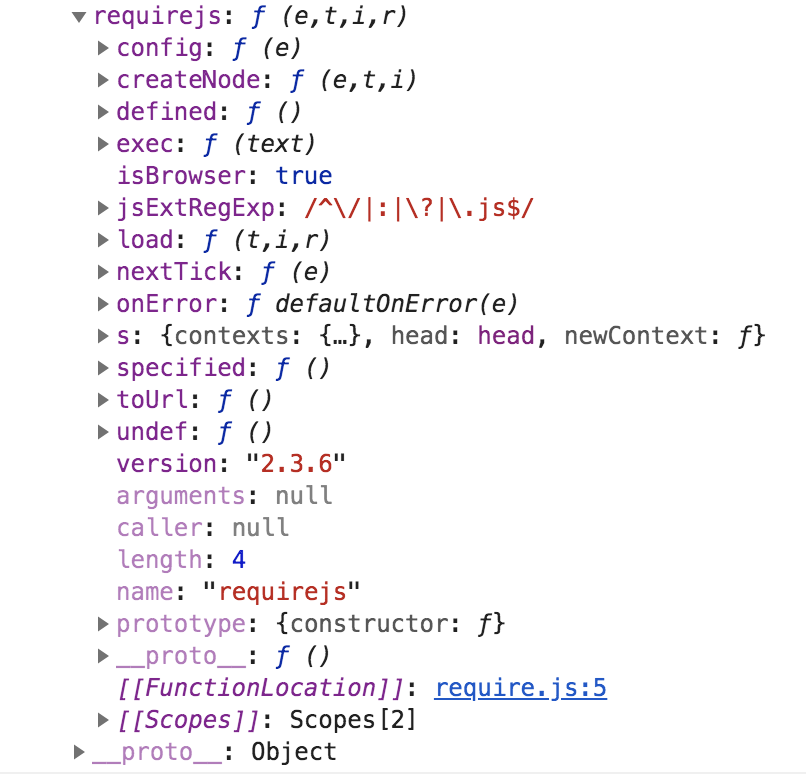 ▼requirejs: ƒ (e,t,i,r)
▶config: ƒ (e)
▶createNode: ƒ (e,t,i)
▶defined: ƒ ()
▶exec: ƒ (text)
isBrowser: true
▶jsExtRegExp: /^\/|:|\?|\.js$/
▶load: ƒ (t,i,r)
▶nextTick: ƒ (e)
▶onError: ƒ defaultOnError(e)
▶s: {contexts: {…}, head: head, newContext: ƒ}
▶specified: ƒ ()
▶toUrl: ƒ ()
▶undef: ƒ ()
version: "2.3.6"
arguments: null
caller: null
length: 4
name: "requirejs"
▶prototype: {constructor: ƒ}
▶__proto__: ƒ ()
[[FunctionLocation]]: require.js:5
▶[[Scopes]]: Scopes[2]
▶__proto__: Object